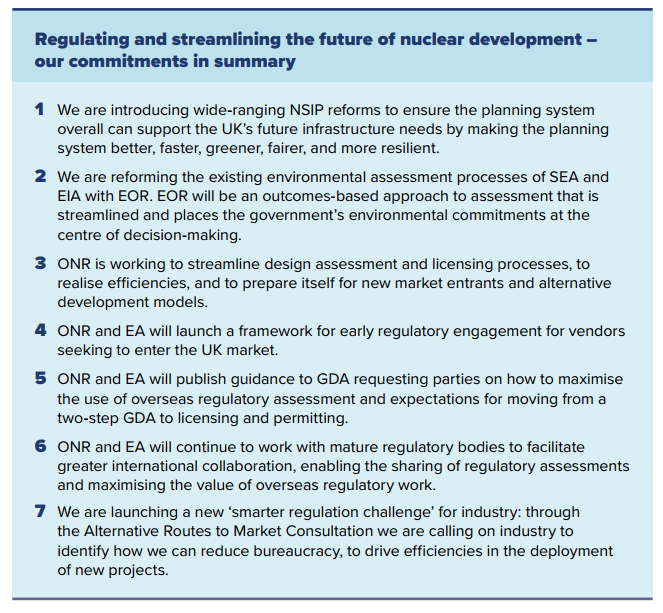 Regulating and streamlining the future of nuclear development –
our commitments in summary
1 We are introducing wide-ranging NSIP reforms to ensure the planning system
overall can support the UK's future infrastructure needs by making the planning
system better, faster, greener, fairer, and more resilient.
2 We are reforming the existing environmental assessment processes of SEA and
EIA with EOR. EOR will be an outcomes-based approach to assessment that is
streamlined and places the government's environmental commitments at the
centre of decision-making.
3 ONR is working to streamline design assessment and licensing processes, to
realise efficiencies, and to prepare itself for new market entrants and alternative
development models.
4 ONR and EA will launch a framework for early regulatory engagement for vendors
seeking to enter the UK market.
5 ONR and EA will publish guidance to GDA requesting parties on how to maximise
the use of overseas regulatory assessment and expectations for moving from a
two-step GDA to licensing and permitting.
6 ONR and EA will continue to work with mature regulatory bodies to facilitate
greater international collaboration, enabling the sharing of regulatory assessments
and maximising the value of overseas regulatory work.
7 We are launching a new 'smarter regulation challenge' for industry: through
the Alternative Routes to Market Consultation we are calling on industry to
identify how we can reduce bureaucracy, to drive efficiencies in the deployment
of new projects.